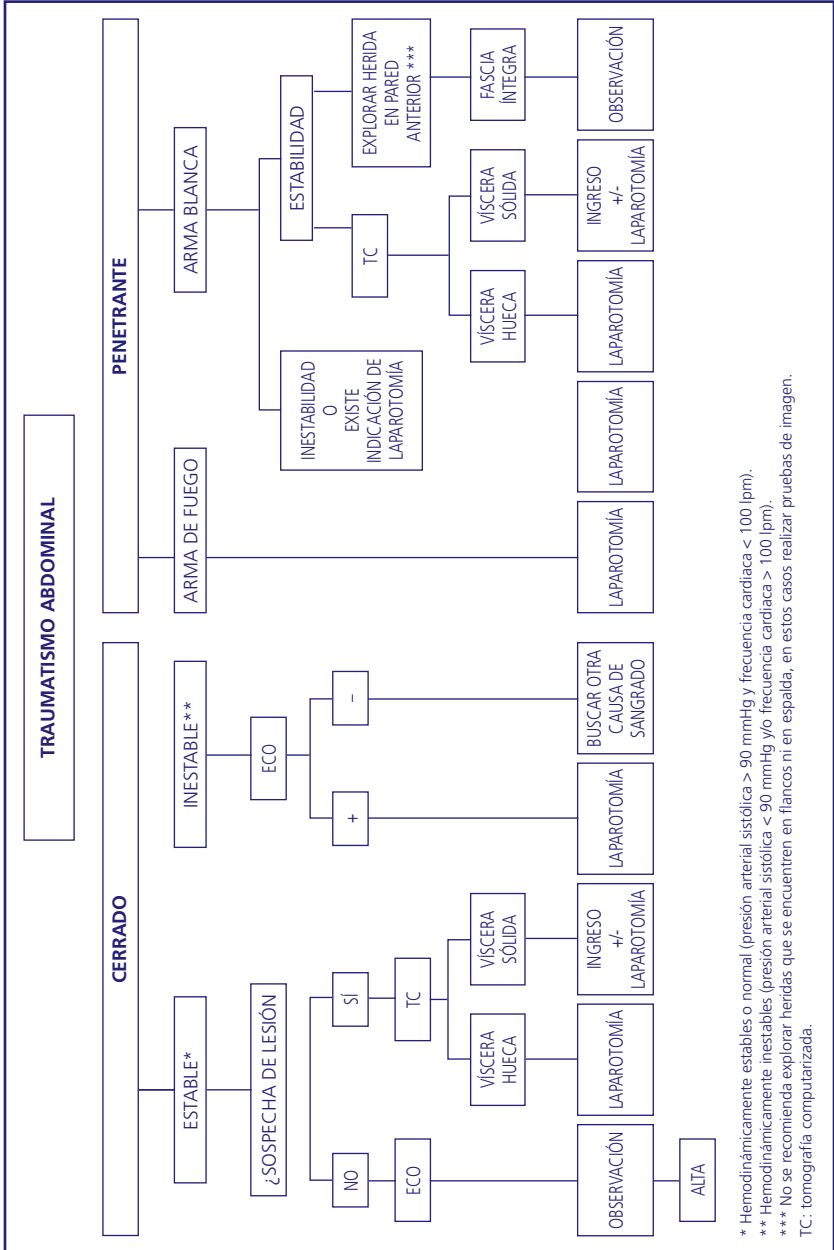 TRAUMATISMO ABDOMINAL
CERRADO
ESTABLE*
¿SOSPECHA DE LESIÓN
NO
ECO
OBSERVACIÓN
ALTA
SÍ
TC
VÍSCERA
HUECA
LAPAROTOMÍA
VÍSCERA
SÓLIDA
INGRESO
+/-
LAPAROTOMÍA
INESTABLE**
ECO
+
LAPAROTOMÍA
–
BUSCAR OTRA
CAUSA DE
SANGRADO
PENETRANTE
ARMA DE FUEGO
LAPAROTOMÍA
ARMA BLANCA
INESTABILIDAD
O
EXISTE
INDICACIÓN DE
LAPAROTOMÍA
LAPAROTOMÍA
ESTABILIDAD
TC
VÍSCERA
HUECA
LAPAROTOMÍA
VÍSCERA
SÓLIDA
INGRESO
+/-
LAPAROTOMÍA
EXPLORAR HERIDA
EN PARED
ANTERIOR ***
FASCIA
ÍNTEGRA
OBSERVACIÓN
* Hemodinámicamente estables o normal (presión arterial sistólica > 90 mmHg y frecuencia cardiaca < 100 lpm).
** Hemodinámicamente inestables (presión arterial sistólica < 90 mmHg y/o frecuencia cardiaca > 100 lpm).
*** No se recomienda explorar heridas que se encuentren en flancos ni en espalda, en estos casos realizar pruebas de imagen.
TC: tomografía computarizada.